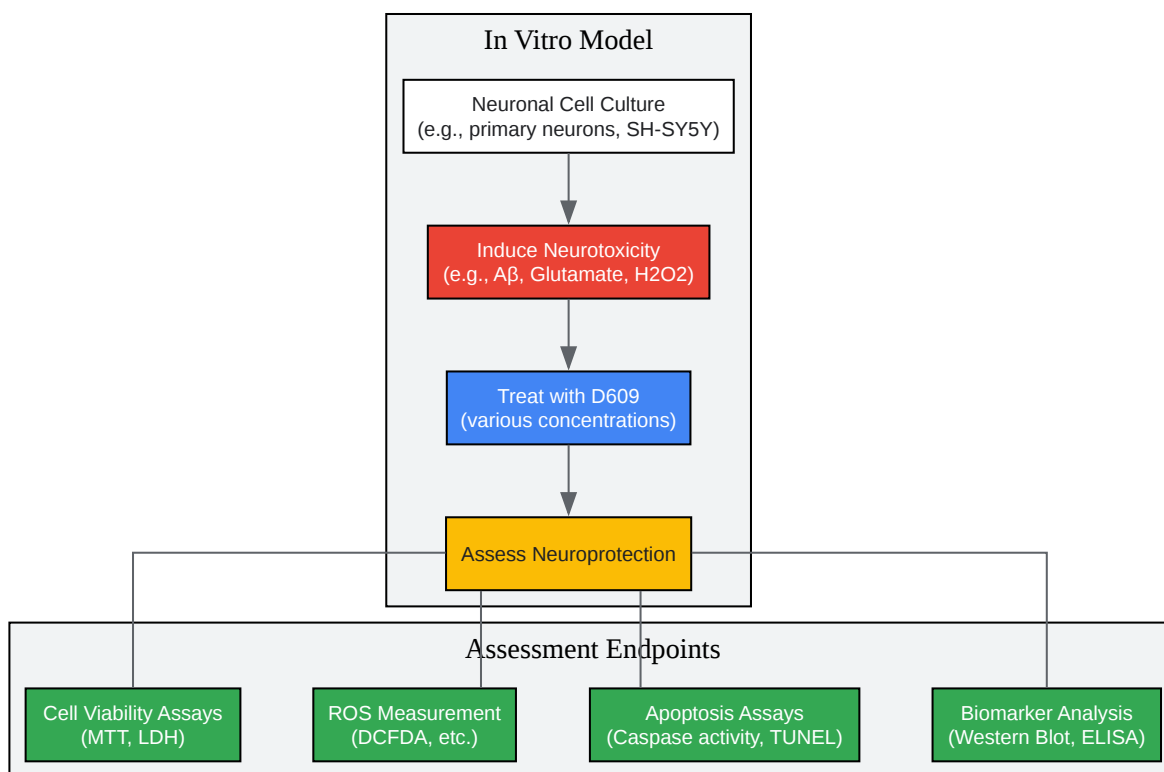 In Vitro Model
Neuronal Cell Culture
(e.g., primary neurons, SH-SY5Y)
Induce Neurotoxicity
(e.g., Aβ, Glutamate, H2O2)
Treat with D609
(various concentrations)
Assess Neuroprotection
Assessment Endpoints
Cell Viability Assays
(MTT, LDH)
ROS Measurement
(DCFDA, etc.)
Apoptosis Assays
(Caspase activity, TUNEL)
Biomarker Analysis
(Western Blot, ELISA)